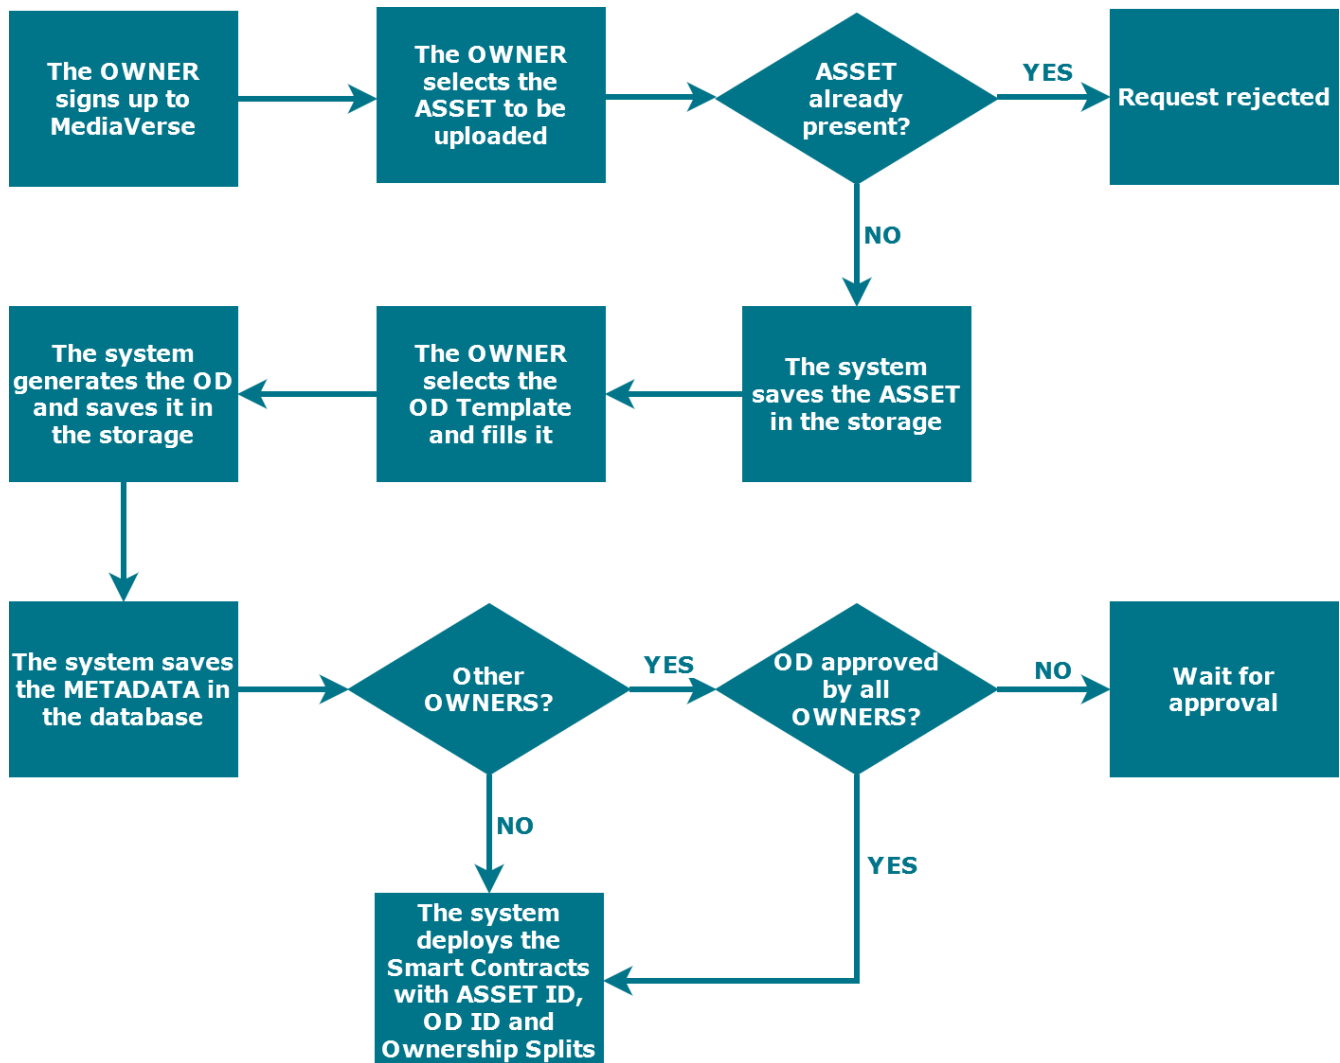 The OWNER
signs up to
MediaVerse
The OWNER
selects the
ASSET to be
uploaded
ASSET
already
present?
YES
Request rejected
NO
The system
generates the OD
and saves it in
the storage
The OWNER
selects the
OD Template
and fills it
The system
saves the ASSET
in the storage
The system saves
the METADATA in
the database
Other
OWNERS?
YES
OD approved
by all
OWNERS?
NO
Wait for
approval
NO
YES
The system
deploys the
Smart Contracts
with ASSET ID,
OD ID and
Ownership Splits